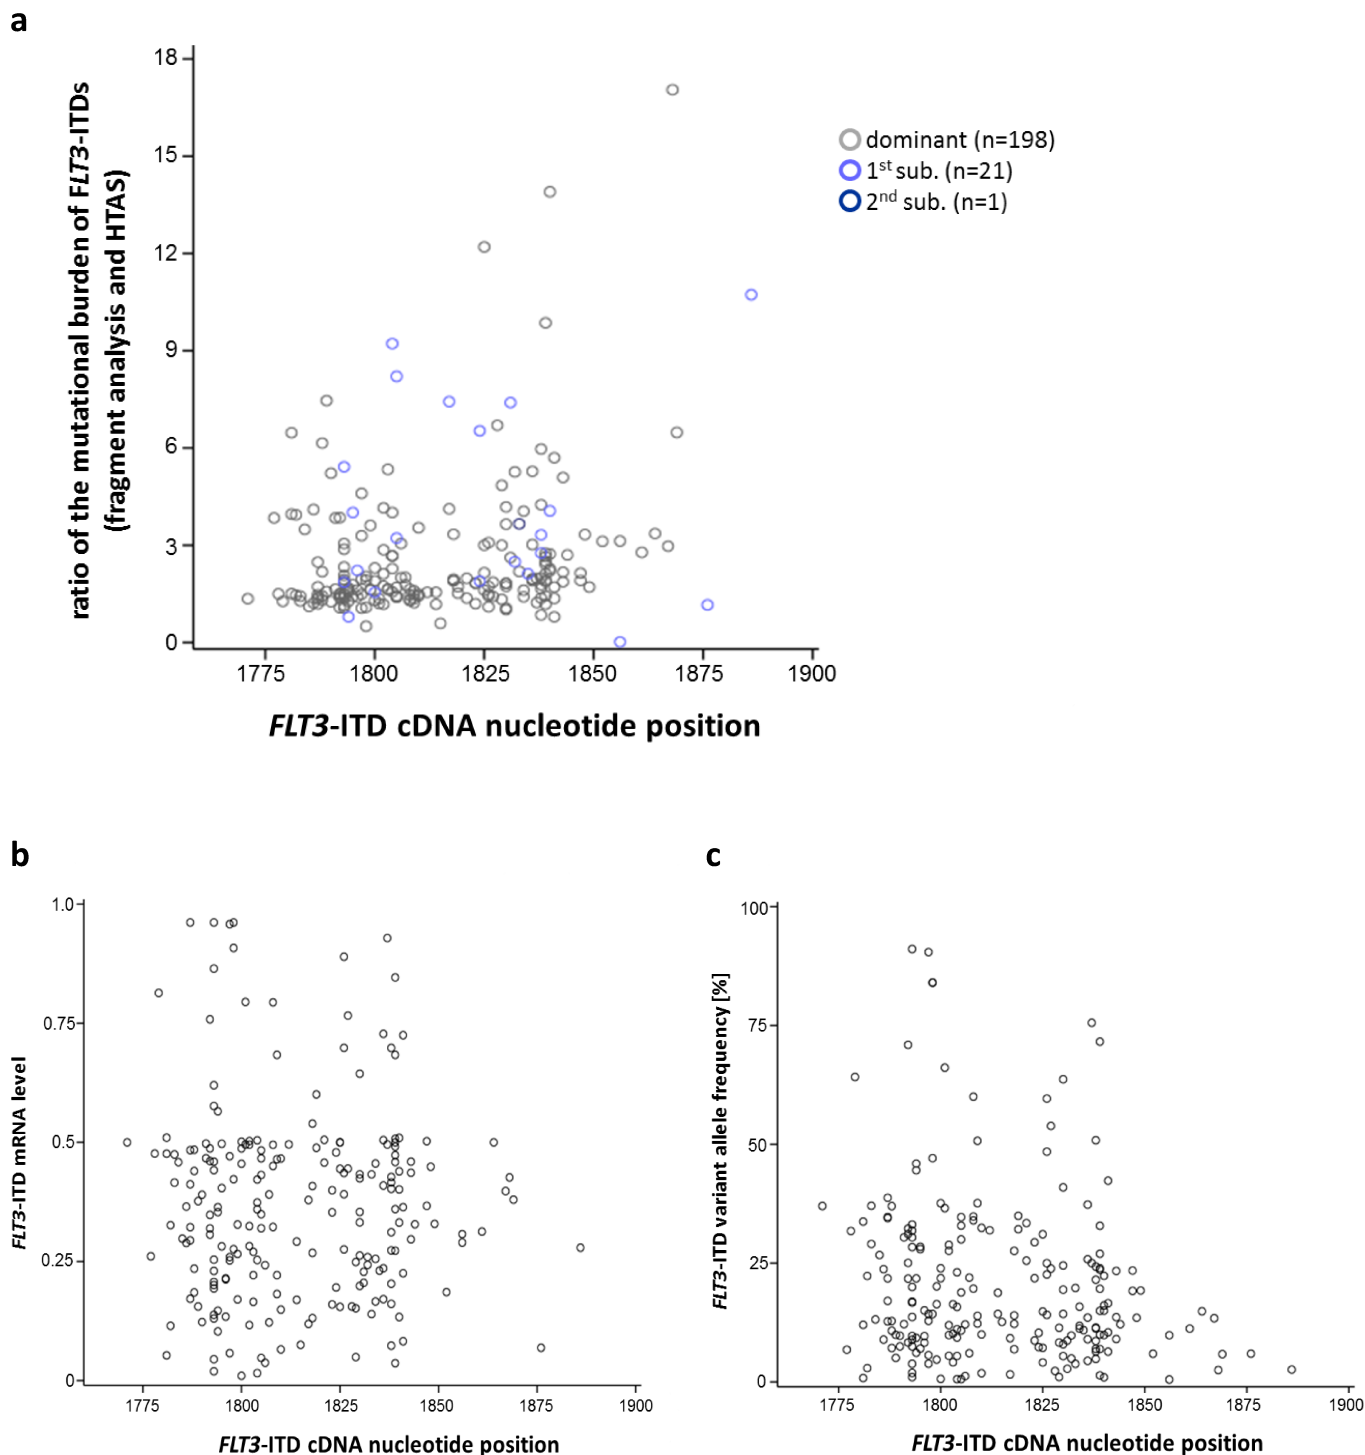 a
18
15
12
9
6
3
0
ratio of the mutational burden of FLT3-ITDs
(fragment analysis and HTAS)
1775 1800 1825 1850 1875 1900
FLT3-ITD cDNA nucleotide position
dominant (n=198)
1st sub. (n=21)
2nd sub. (n=1)
b
1.0
0.75
0.5
0.25
0
FLT3-ITD mRNA level
1775 1800 1825 1850 1875 1900
FLT3-ITD cDNA nucleotide position
c
100
75
50
25
0
FLT3-ITD variant allele frequency [%]
1775 1800 1825 1850 1875 1900
FLT3-ITD cDNA nucleotide position